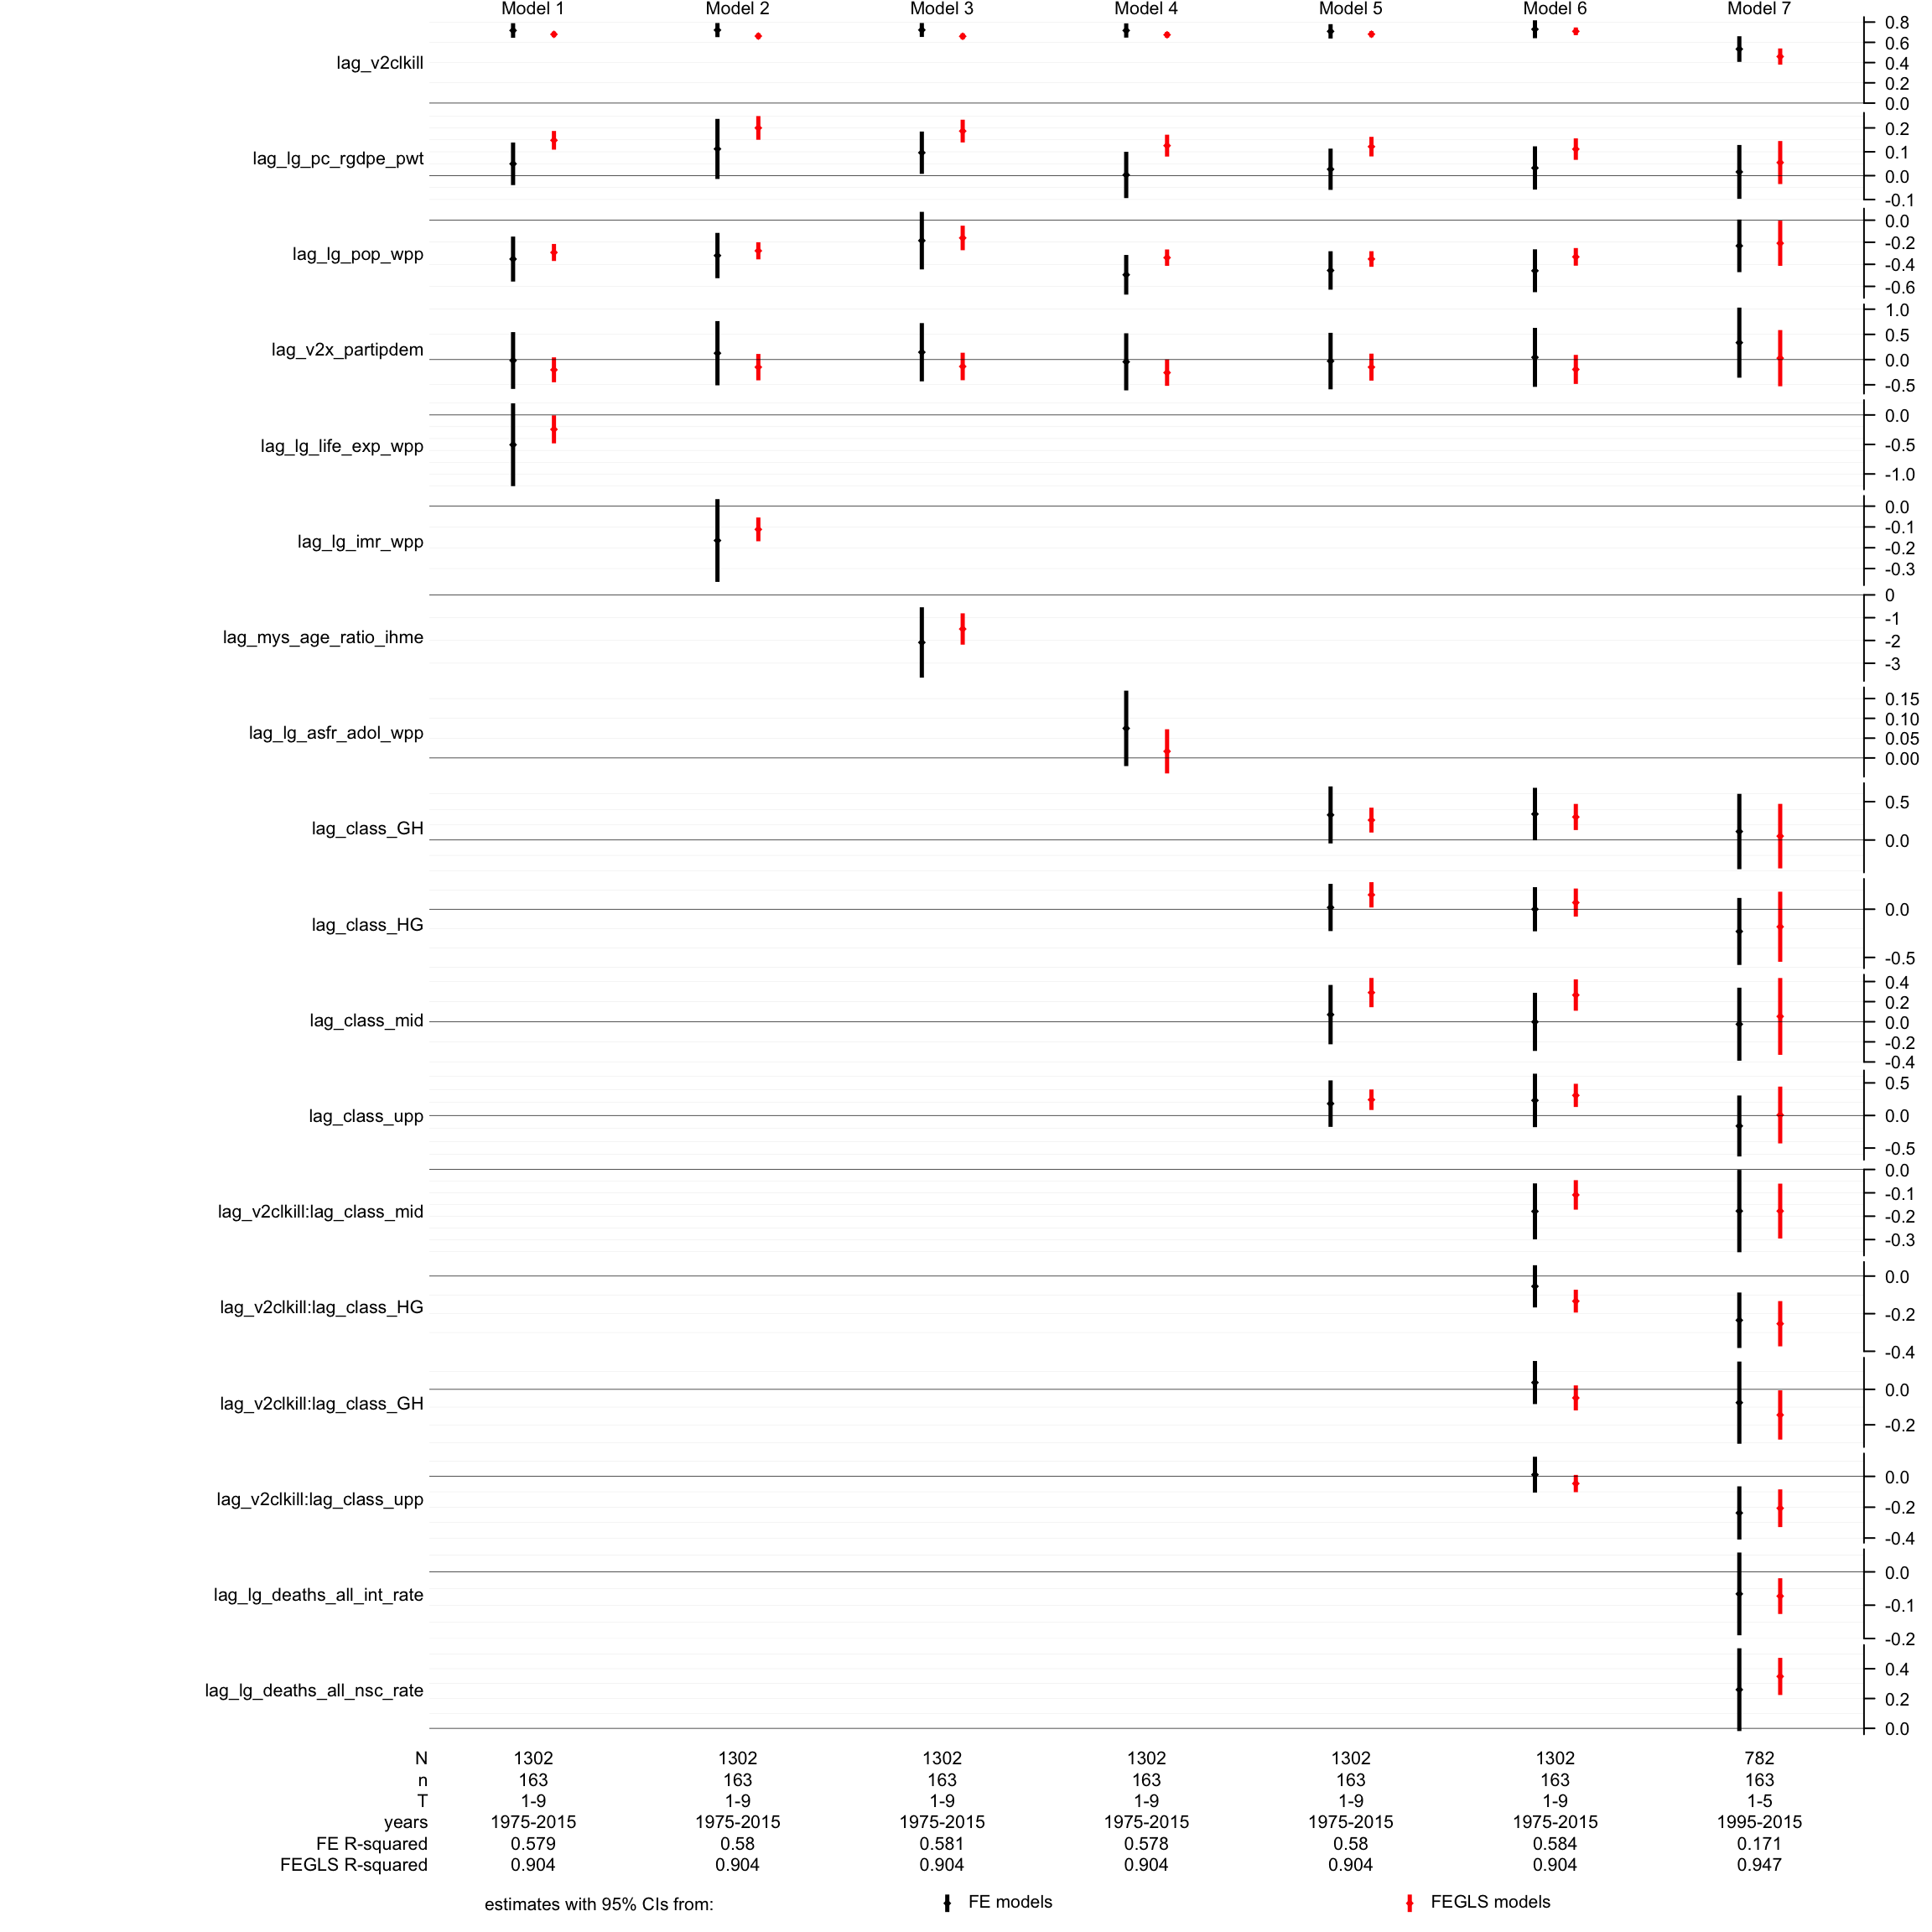 Model 1 Model 2 Model 3 Model 4 Model 5 Model 6 Model 7
lag_v2clkill 0.8 0.6 0.4 0.2 0.0
lag_lg_pc_rgdpe_pwt 0.2 0.1 0.0 -0.1
lag_lg_pop_wpp 0.0 -0.2 -0.4 -0.6
lag_v2x_partipdem 1.0 0.5 0.0 -0.5
lag_lg_life_exp_wpp 0.0 -0.5 -1.0
lag_lg_imr_wpp 0.0 -0.1 -0.2 -0.3
lag_mys_age_ratio_ihme 0 -1 -2 -3
lag_lg_asfr_adol_wpp 0.15 0.10 0.05 0.00
lag_class_GH 0.5 0.0
lag_class_HG 0.0 -0.5
lag_class_mid 0.4 0.2 0.0 -0.2 -0.4
lag_class_upp 0.5 0.0 -0.5
lag_v2clkill:lag_class_mid 0.0 -0.1 -0.2 -0.3
lag_v2clkill:lag_class_HG 0.0 -0.2 -0.4
lag_v2clkill:lag_class_GH 0.0 -0.2
lag_v2clkill:lag_class_upp 0.0 -0.2 -0.4
lag_lg_deaths_all_int_rate 0.0 -0.1 -0.2
lag_lg_deaths_all_nsc_rate 0.4 0.2 0.0
N 1302 1302 1302 1302 1302 1302 782
n 163 163 163 163 163 163 163
T 1-9 1-9 1-9 1-9 1-9 1-9 1-5
years 1975-2015 1975-2015 1975-2015 1975-2015 1975-2015 1975-2015 1995-2015
FE R-squared 0.579 0.58 0.581 0.578 0.58 0.584 0.171
FEGLS R-squared 0.904 0.904 0.904 0.904 0.904 0.904 0.947
estimates with 95% CIs from: FE models FEGLS models